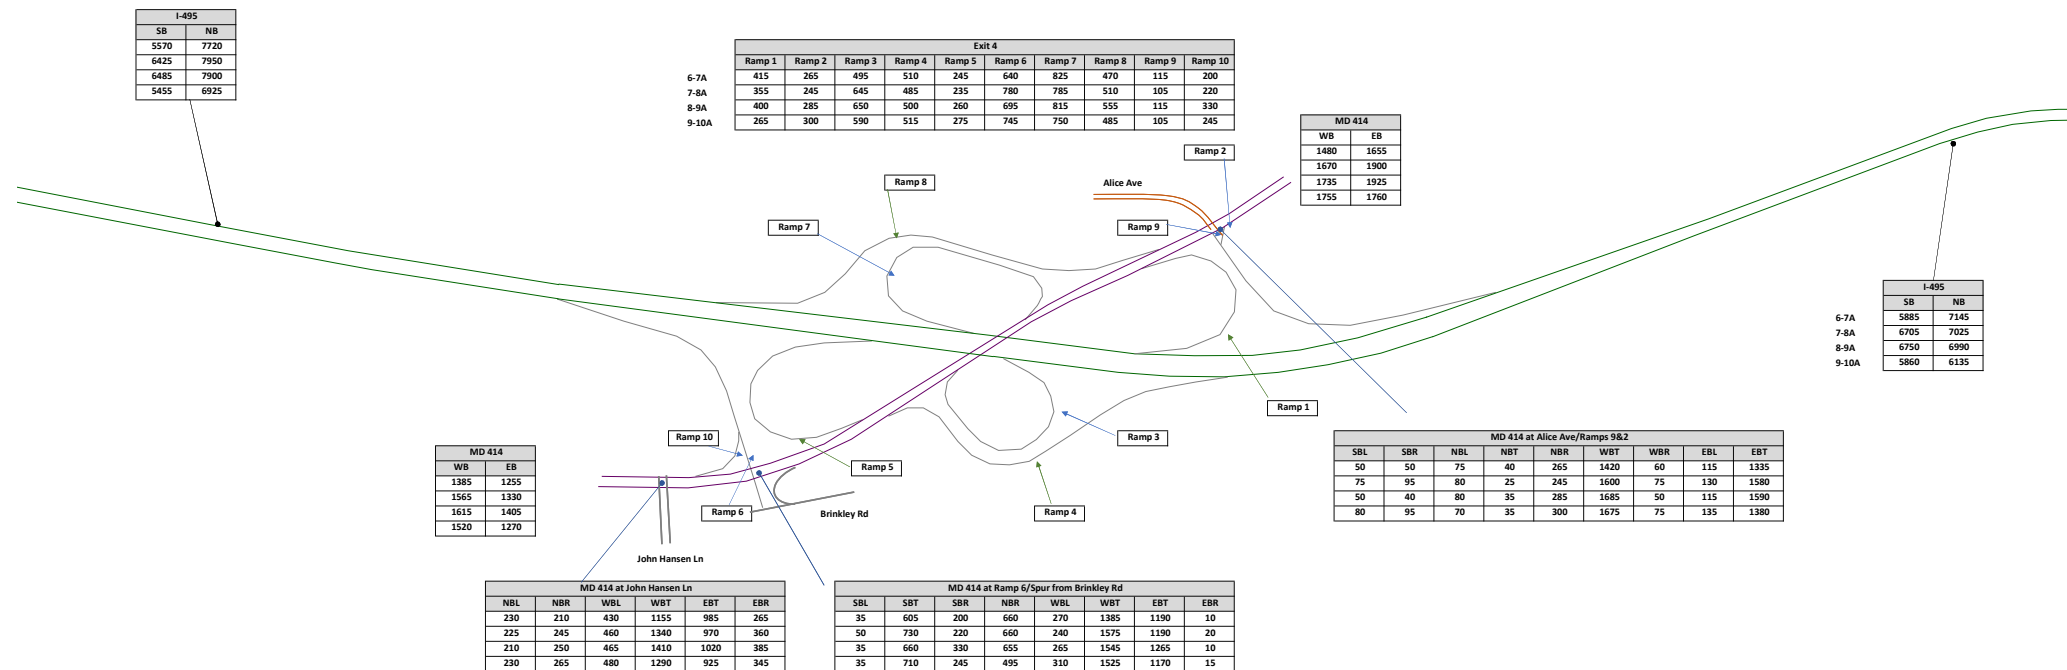 I-495
SB NB
5570 7720
6425 7950
6485 7900
5455 6925
Exit 4
Ramp 1 Ramp 2 Ramp 3 Ramp 4 Ramp 5 Ramp 6 Ramp 7 Ramp 8 Ramp 9 Ramp 10
6-7A 415 265 495 510 245 640 825 470 115 200
7-8A 355 245 645 485 235 780 785 510 105 220
8-9A 400 285 650 500 260 695 815 555 115 330
9-10A 265 300 590 515 275 745 750 485 105 245
MD 414
WB EB
1480 1655
1670 1900
1735 1925
1755 1760
Ramp 2
Ramp 8
Alice Ave
Ramp 7
Ramp 9
I-495
SB NB
6-7A 5885 7145
7-8A 6705 7025
8-9A 6750 6990
9-10A 5860 6135
Ramp 1
Ramp 10
Ramp 3
Ramp 5
MD 414
WB EB
1385 1255
1565 1330
1615 1405
1520 1270
Ramp 6
Brinkley Rd
Ramp 4
John Hansen Ln
MD 414 at Alice Ave/Ramps 9&2
SBL SBR NBL NBT NBR WBT WBR EBL EBT
50 50 75 40 265 1420 60 115 1335
75 95 80 25 245 1600 75 130 1580
50 40 80 35 285 1685 50 115 1590
80 95 70 35 300 1675 75 135 1380
MD 414 at John Hansen Ln
NBL NBR WBL WBT EBT EBR
230 210 430 1155 985 265
225 245 460 1340 970 360
210 250 465 1410 1020 385
230 265 480 1290 925 345
MD 414 at Ramp 6/Spur from Brinkley Rd
SBL SBT SBR NBR WBL WBT EBT EBR
35 605 200 660 270 1385 1190 10
50 730 220 660 240 1575 1190 20
35 660 330 655 265 1545 1265 10
35 710 245 495 310 1525 1170 15